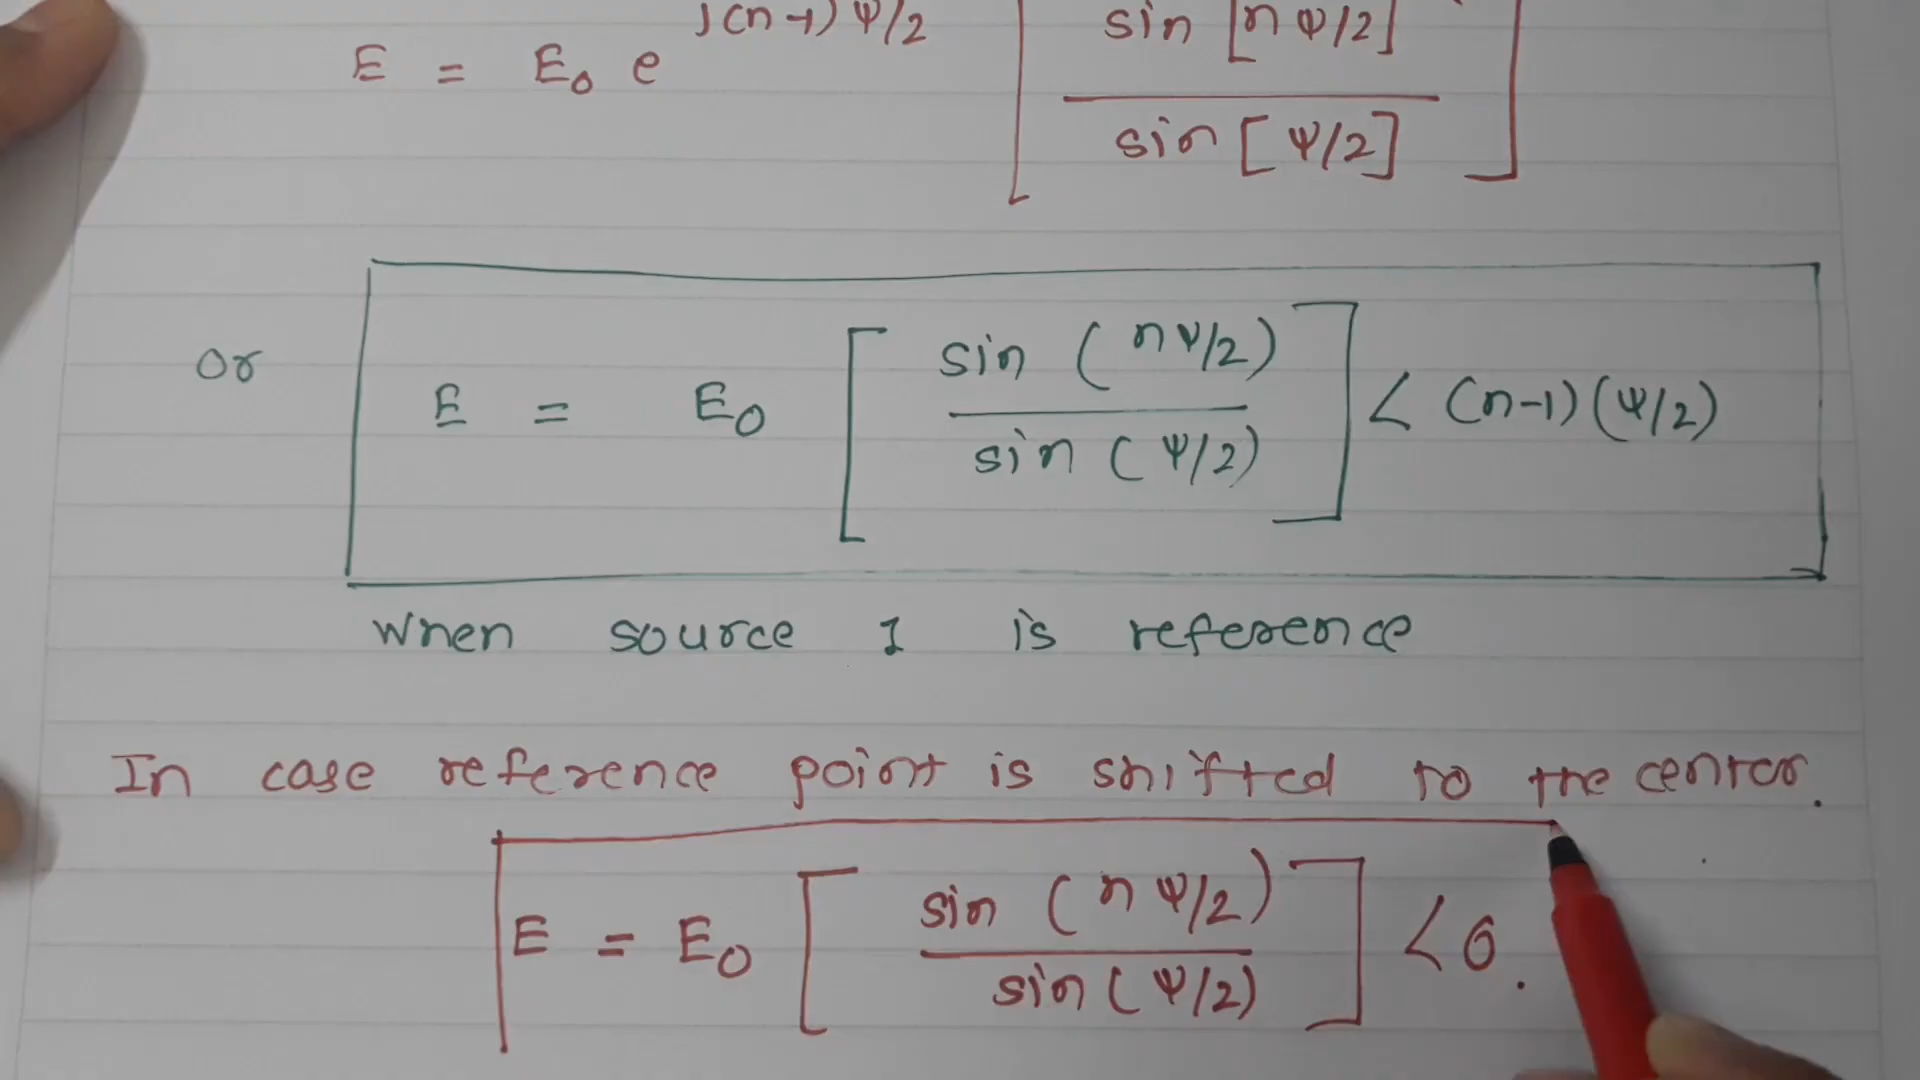 E = E₀ e^{j(n-1)ψ/2} [ sin [nψ/2] / sin [ψ/2] ]
or E = E₀ [ sin (nψ/2) / sin (ψ/2) ] ∠ (n-1)(ψ/2)
when source 1 is reference
In case reference point is shifted to the center.
E = E₀ [ sin (nψ/2) / sin (ψ/2) ] ∠0.